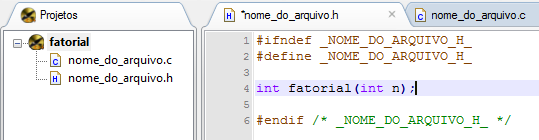 Projetos
fatorial
nome_do_arquivo.c
nome_do_arquivo.h
*nome_do_arquivo.h
nome_do_arquivo.c
1 #ifndef _NOME_DO_ARQUIVO_H_
2 #define _NOME_DO_ARQUIVO_H_
3
4 int fatorial(int n);
5
6 #endif /* _NOME_DO_ARQUIVO_H_ */